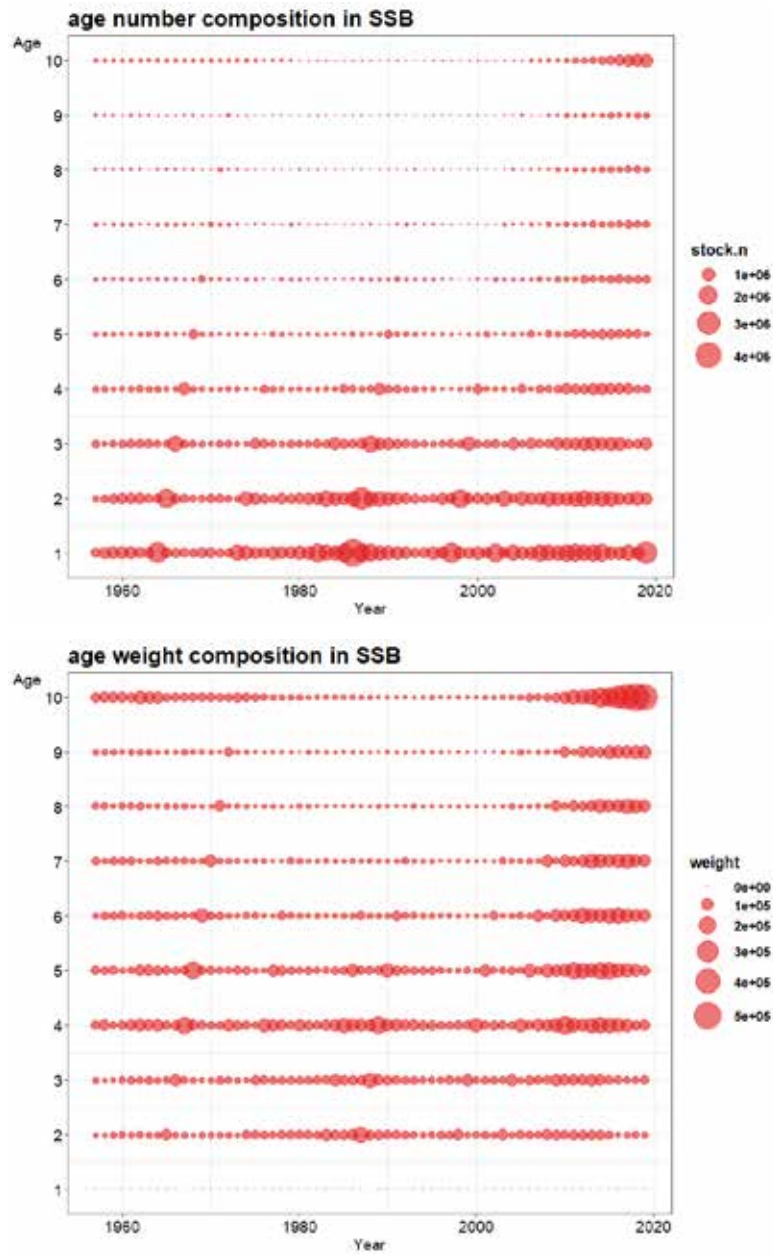 age number composition in SSB
Age
10
9
8
7
6
5
4
3
2
1
1960 1980 2000 2020
Year
stock.n
1e+06
2e+06
3e+06
4e+06
age weight composition in SSB
Age
10
9
8
7
6
5
4
3
2
1
1960 1980 2000 2020
Year
weight
0e+00
1e+05
2e+05
3e+05
4e+05
5e+05